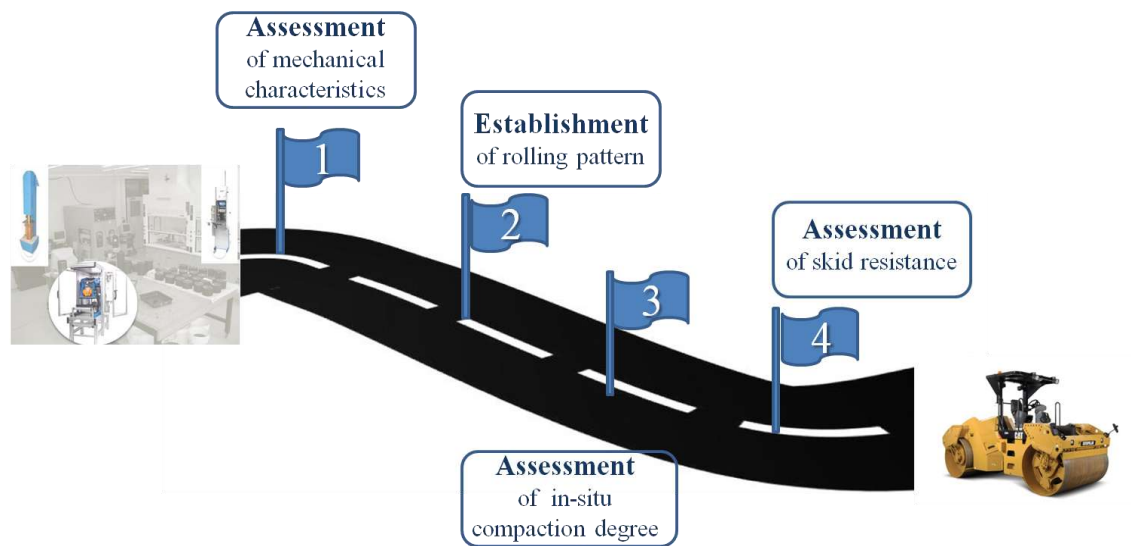 Assessment
of mechanical
characteristics
1
Establishment
of rolling pattern
2
Assessment
of skid resistance
3
4
Assessment
of in-situ
compaction degree
CAT